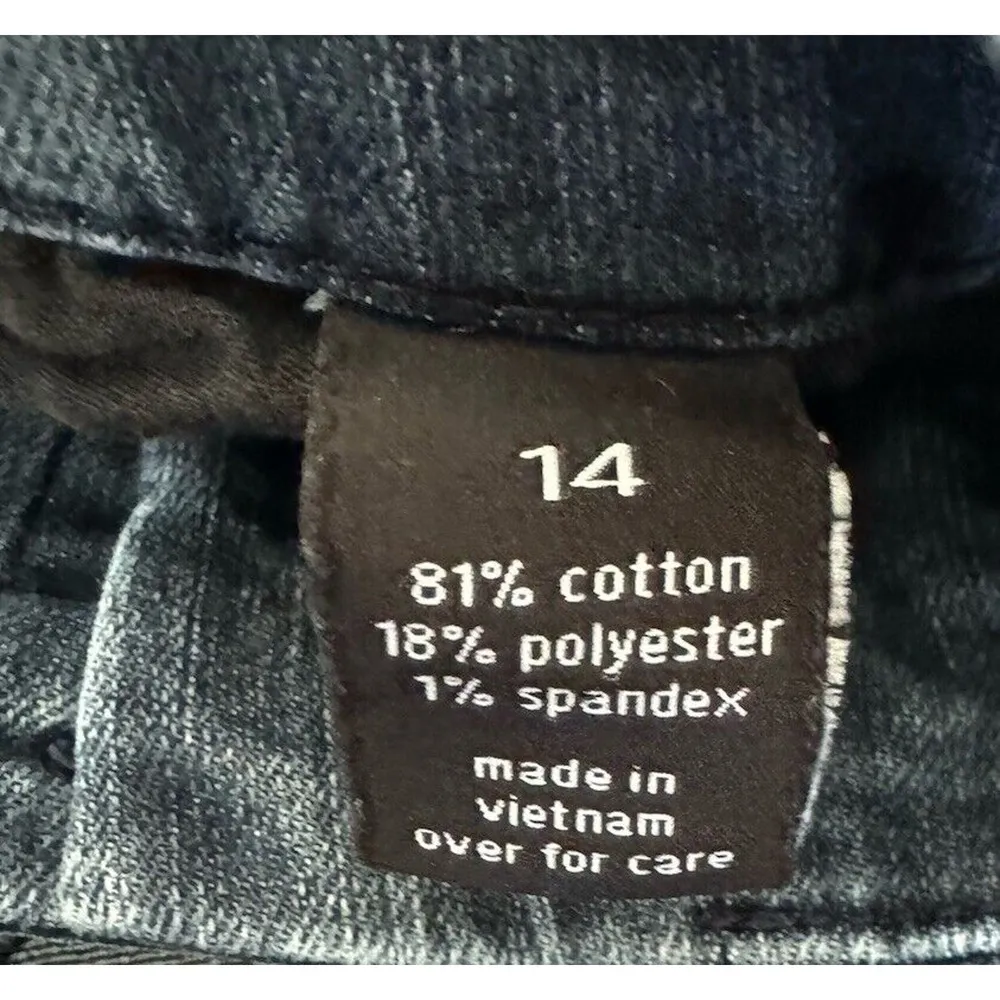 14
81% cotton
18% polyester
1% spandex
made in
vietnam
over for care